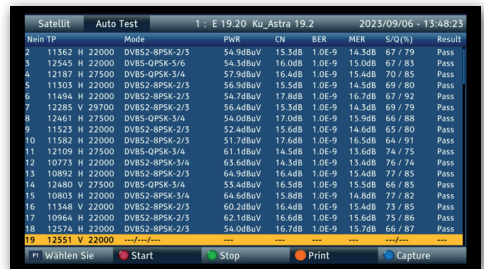 Satellit Auto Test 1 : E 19.20 Ku_Astra 19.2 2023/09/06 - 13:48:23
Nein TP Mode PWR CN BER MER S/Q(%) Result
2 11362 H 22000 DVBS2-8PSK-2/3 54.9dBuV 15.3dB 1.0E-9 14.3dB 67 / 79 Pass
3 12545 H 22000 DVBS-QPSK-5/6 54.3dBuV 16.0dB 1.0E-9 15.0dB 67 / 83 Pass
4 12187 H 27500 DVBS-QPSK-3/4 57.9dBuV 16.4dB 1.0E-9 15.4dB 70 / 85 Pass
5 11303 H 22000 DVBS2-8PSK-2/3 56.9dBuV 15.5dB 1.0E-9 14.5dB 69 / 80 Pass
6 11494 H 22000 DVBS2-8PSK-2/3 54.7dBuV 17.8dB 1.0E-9 16.7dB 67 / 92 Pass
7 12285 V 29700 DVBS2-8PSK-2/3 56.4dBuV 15.3dB 1.0E-9 14.3dB 69 / 79 Pass
8 12461 H 27500 DVBS-QPSK-3/4 54.0dBuV 17.0dB 1.0E-9 15.9dB 66 / 88 Pass
9 11523 H 22000 DVBS2-8PSK-2/3 52.4dBuV 15.6dB 1.0E-9 14.6dB 65 / 80 Pass
10 11582 H 22000 DVBS2-8PSK-2/3 51.7dBuV 17.6dB 1.0E-9 16.5dB 64 / 91 Pass
11 12109 H 27500 DVBS-QPSK-3/4 61.1dBuV 14.5dB 1.0E-9 13.6dB 74 / 75 Pass
12 10773 H 22000 DVBS2-8PSK-3/4 63.6dBuV 14.3dB 1.0E-9 13.4dB 76 / 74 Pass
13 10892 H 22000 DVBS2-8PSK-2/3 64.9dBuV 16.4dB 1.0E-9 15.4dB 77 / 85 Pass
14 12480 V 27500 DVBS-QPSK-3/4 53.4dBuV 16.5dB 1.0E-9 15.5dB 66 / 85 Pass
15 10803 H 22000 DVBS2-8PSK-3/4 64.6dBuV 15.8dB 1.0E-9 14.8dB 77 / 82 Pass
16 11348 V 22000 DVBS2-8PSK-2/3 60.2dBuV 16.4dB 1.0E-9 15.4dB 73 / 85 Pass
17 10964 H 22000 DVBS2-8PSK-2/3 62.1dBuV 16.6dB 1.0E-9 15.6dB 75 / 86 Pass
18 12574 H 22000 DVBS2-8PSK-2/3 54.0dBuV 16.7dB 1.0E-9 15.7dB 66 / 87 Pass
19 12551 V 22000 ---/---/--- --- --- --- --- ---/--- ---
F1 Wählen Sie Start Stop Print Capture